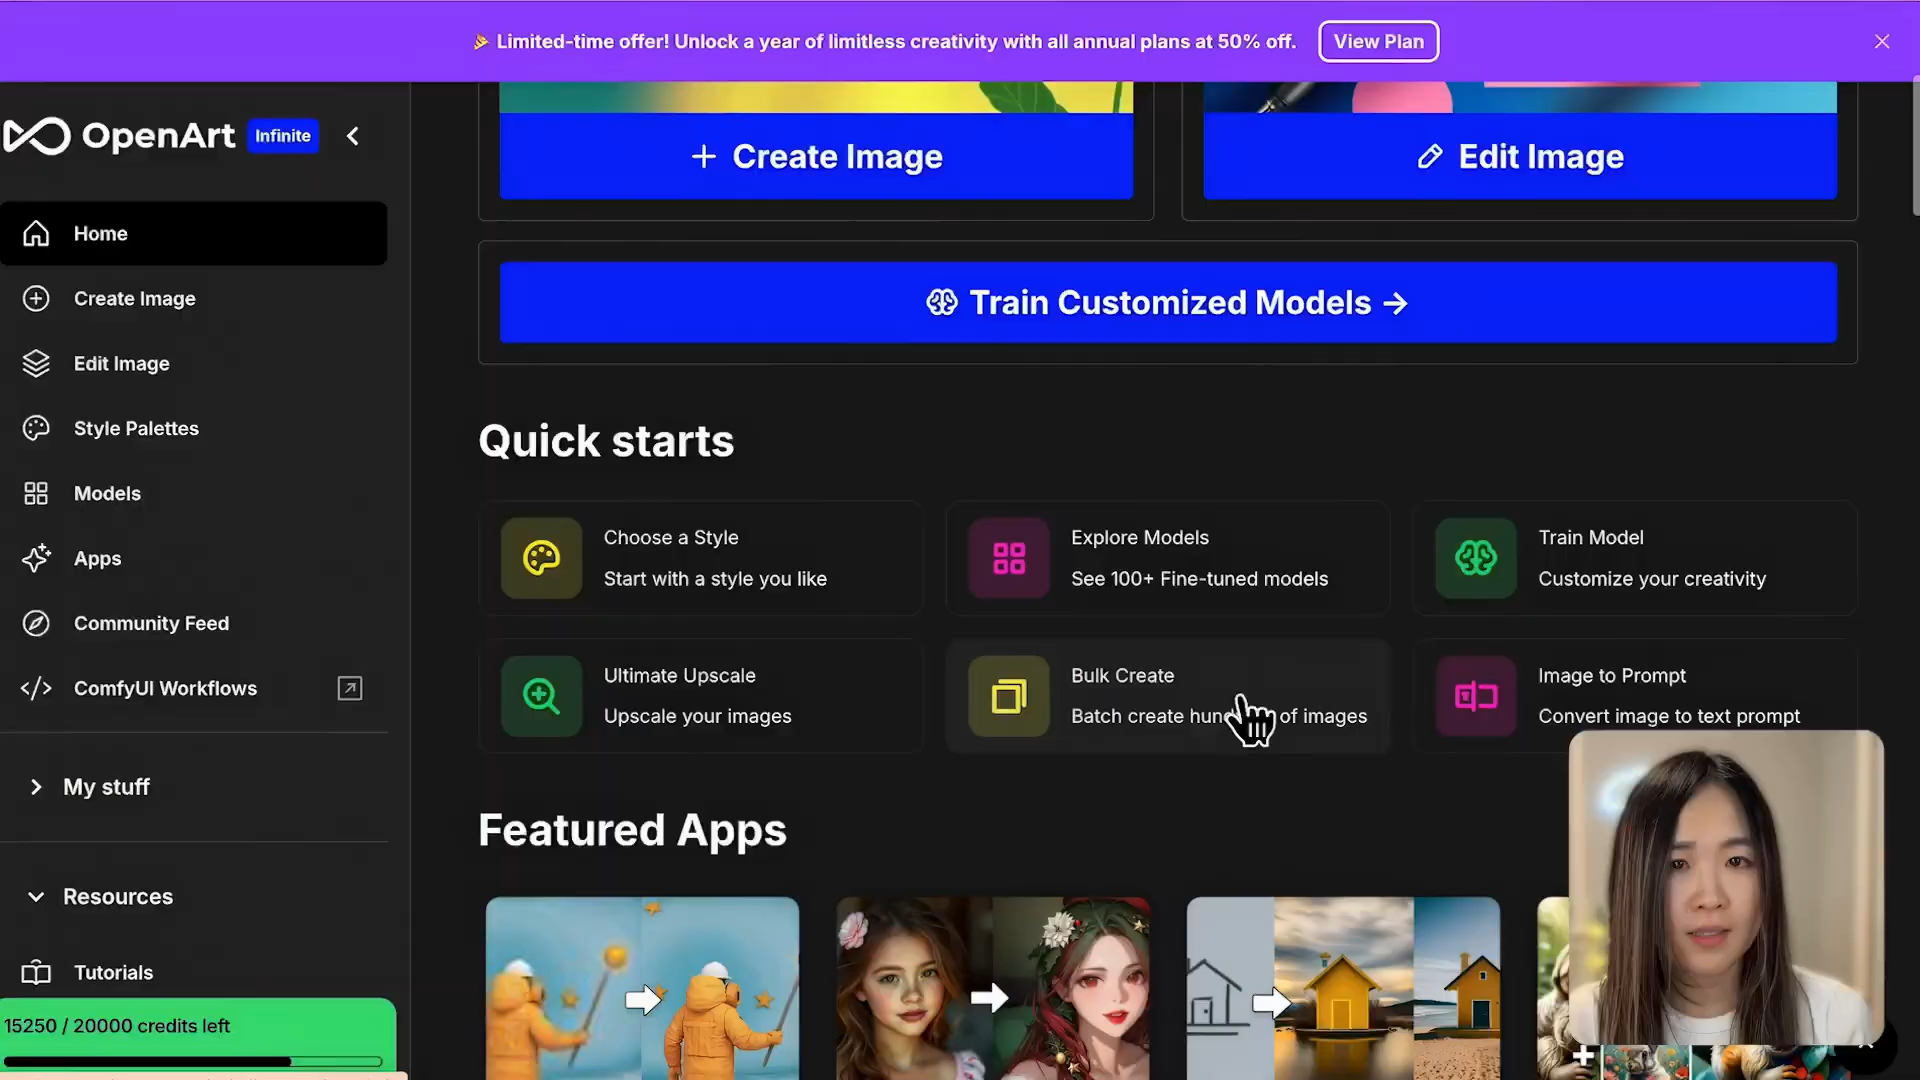 Limited-time offer! Unlock a year of limitless creativity with all annual plans at 50% off.
View Plan
OpenArt
Infinite
Home
Create Image
Edit Image
Style Palettes
Models
Apps
Community Feed
ComfyUI Workflows
My stuff
Resources
Tutorials
15250 / 20000 credits left
+ Create Image
Edit Image
Train Customized Models →
Quick starts
Choose a Style
Start with a style you like
Explore Models
See 100+ Fine-tuned models
Train Model
Customize your creativity
Ultimate Upscale
Upscale your images
Bulk Create
Batch create of images
Image to Prompt
Convert image to text prompt
Featured Apps